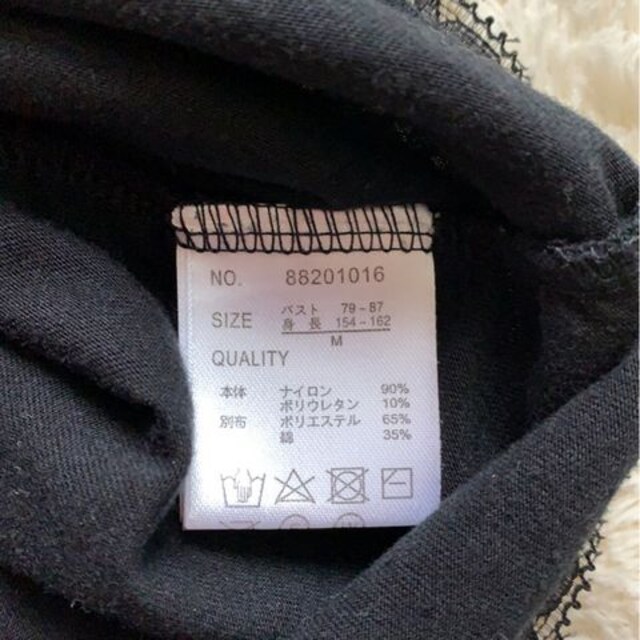 NO. 88201016
SIZE バスト 79-87
身長 154-162
M
QUALITY
本体 ナイロン 90%
ポリウレタン 10%
別布 ポリエステル 65%
綿 35%